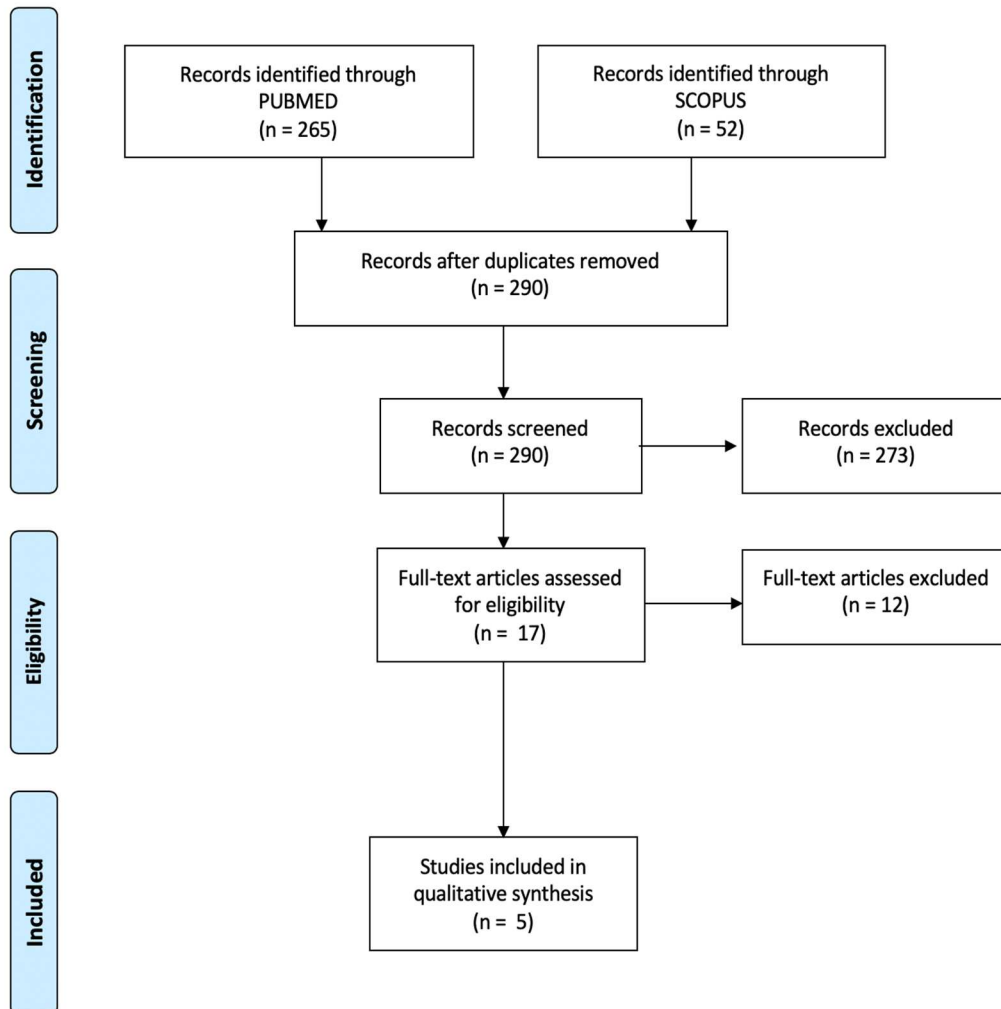 Identification
Records identified through
PUBMED
(n = 265)
Records identified through
SCOPUS
(n = 52)
Records after duplicates removed
(n = 290)
Screening
Records screened
(n = 290)
Records excluded
(n = 273)
Eligibility
Full-text articles assessed
for eligibility
(n =  17)
Full-text articles excluded
(n = 12)
Included
Studies included in
qualitative synthesis
(n =  5)